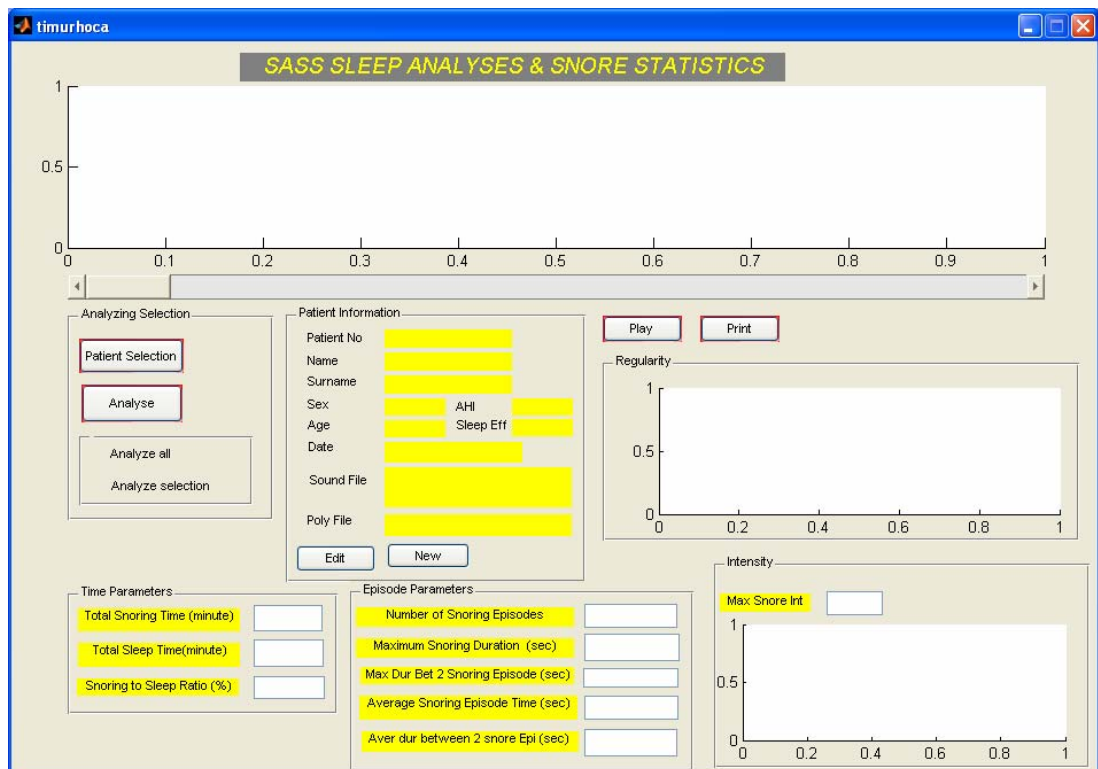 timurhoca
SASS SLEEP ANALYSES & SNORE STATISTICS
1
0.5
0
0 0.1 0.2 0.3 0.4 0.5 0.6 0.7 0.8 0.9 1
Analyzing Selection
Patient Selection
Analyse
Analyze all
Analyze selection
Patient Information
Patient No
Name
Surname
Sex AHI
Age Sleep Eff
Date
Sound File
Poly File
Edit New
Play Print
Regularity
1
0.5
0
0 0.2 0.4 0.6 0.8 1
Time Parameters
Total Snoring Time (minute)
Total Sleep Time(minute)
Snoring to Sleep Ratio (%)
Episode Parameters
Number of Snoring Episodes
Maximum Snoring Duration (sec)
Max Dur Bet 2 Snoring Episode (sec)
Average Snoring Episode Time (sec)
Aver dur between 2 snore Epi (sec)
Intensity
Max Snore Int
1
0.5
0
0 0.2 0.4 0.6 0.8 1